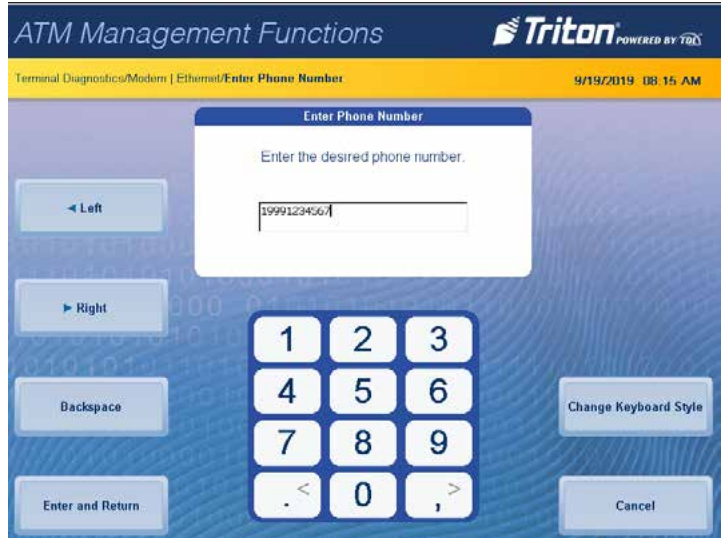 ATM Management Functions
Triton POWERED BY TDL
Terminal Diagnostics/Modem | Ethernet/Enter Phone Number
9/19/2019 08:15 AM
Enter Phone Number
Enter the desired phone number.
19991234567
◄ Left
► Right
Backspace
Enter and Return
1 2 3
4 5 6
7 8 9
.< 0 ,>
Change Keyboard Style
Cancel